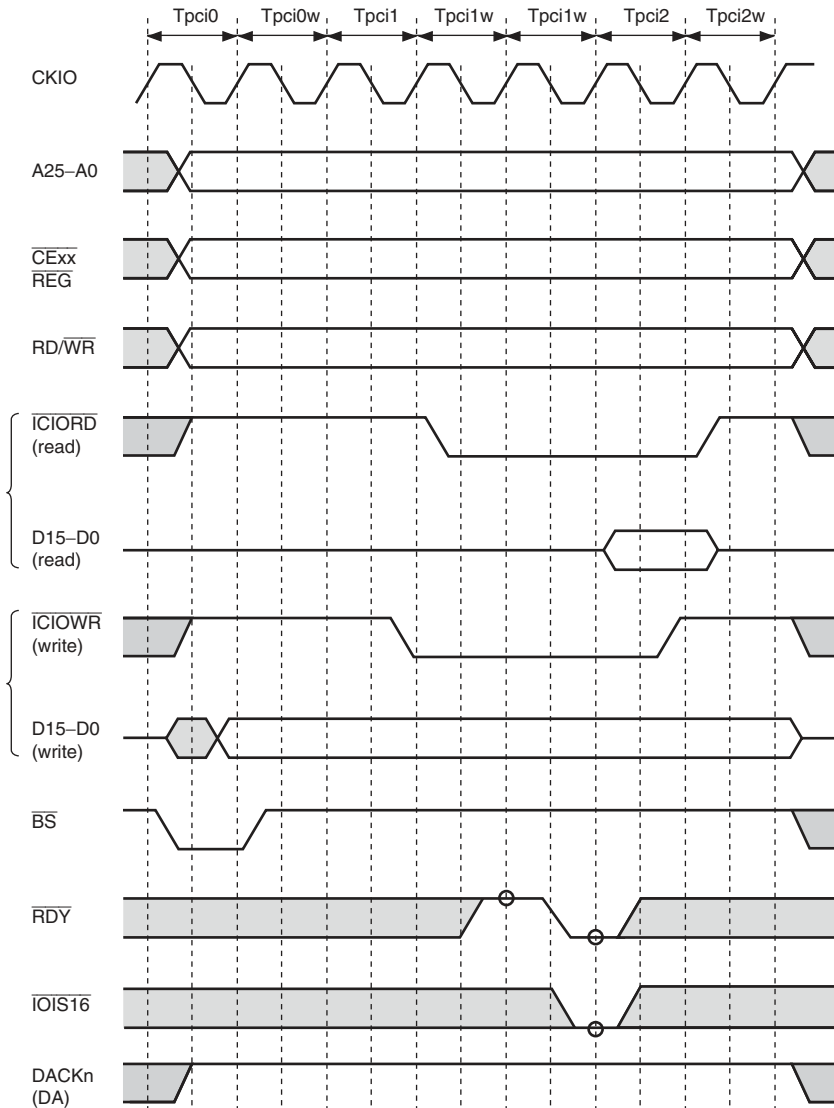 Tpci0 Tpci0w Tpci1 Tpci1w Tpci1w Tpci2 Tpci2w
CKIO
A25–A0
CExx
REG
RD/WR
ICIORD
(read)
D15–D0
(read)
ICIOWR
(write)
D15–D0
(write)
BS
RDY
IOIS16
DACKn
(DA)